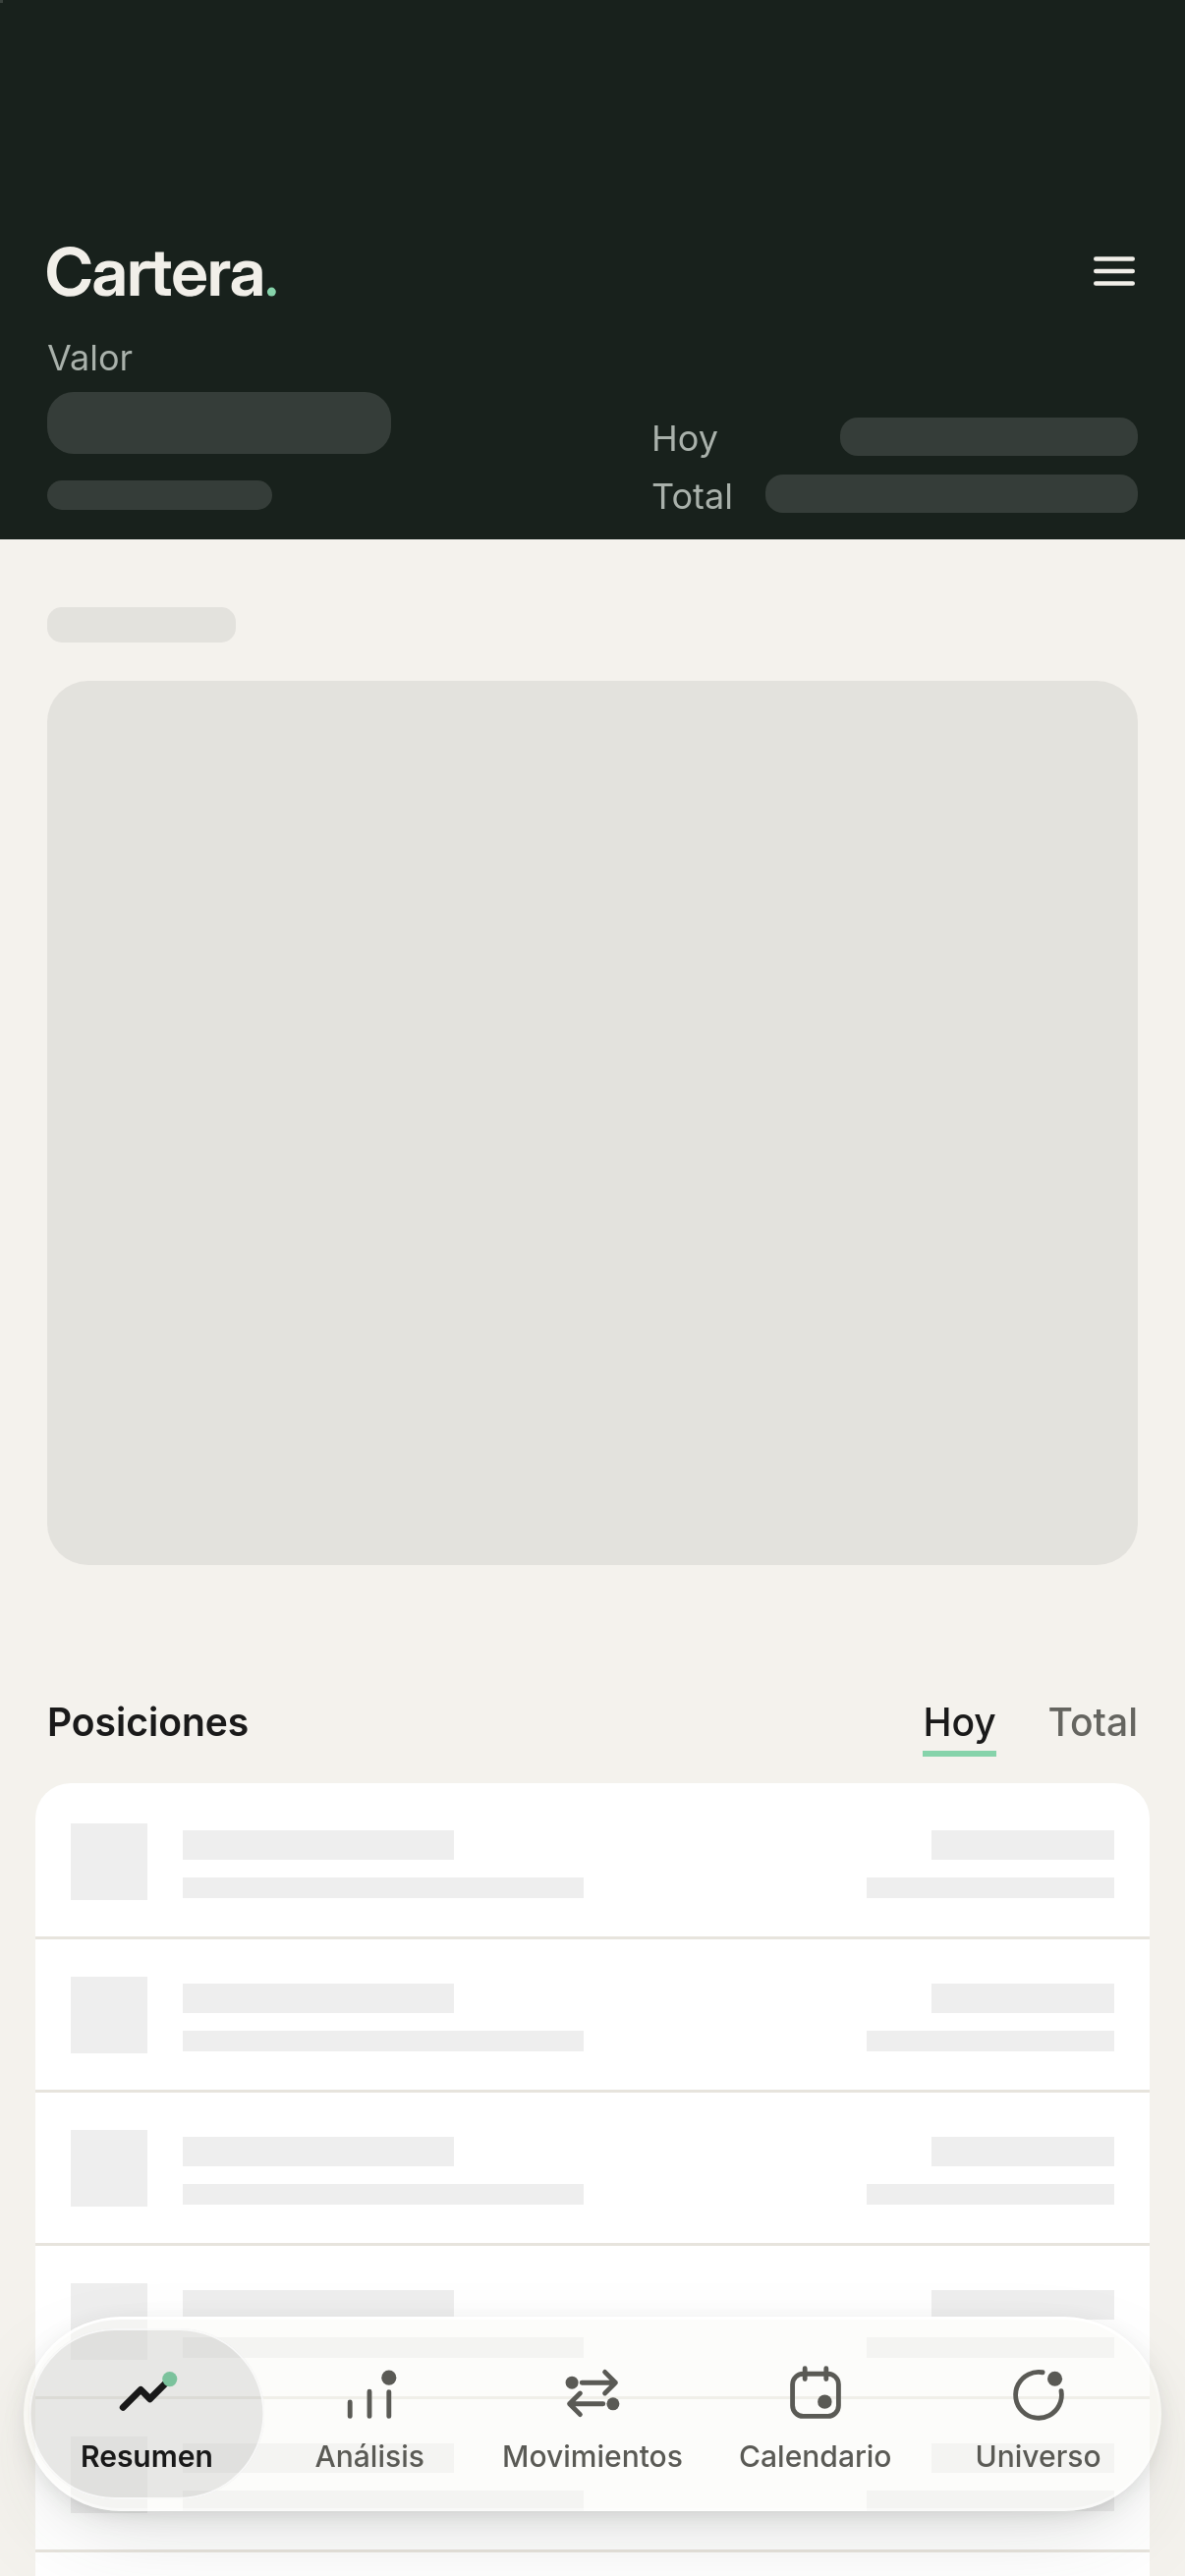 Cartera.
Valor
Hoy
Total
Posiciones
Hoy
Total
Resumen
Análisis
Movimientos
Calendario
Universo